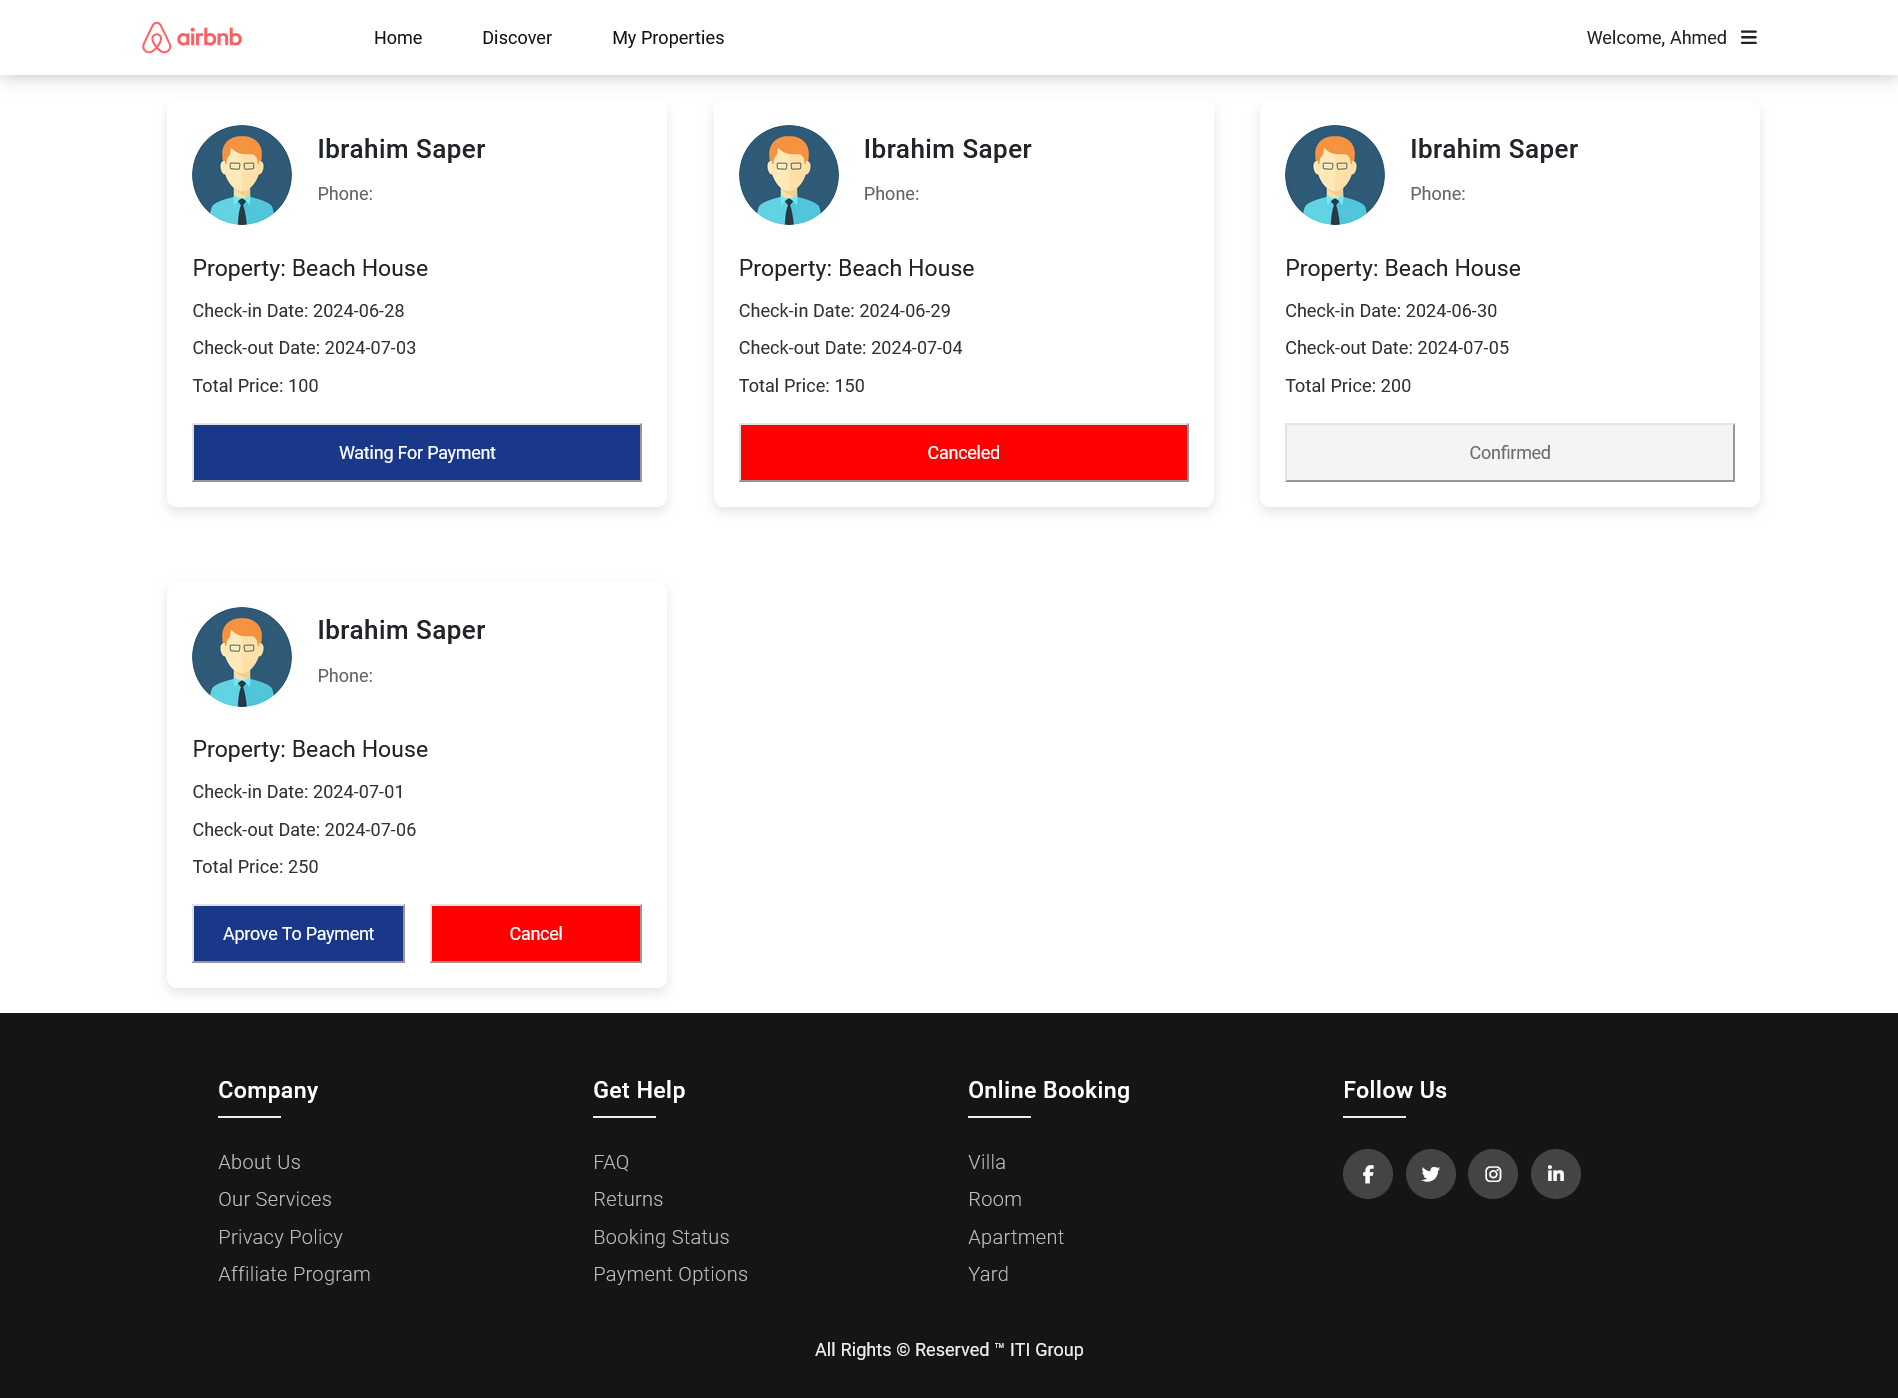 airbnb
Home
Discover
My Properties
Welcome, Ahmed
Ibrahim Saper
Phone:
Property: Beach House
Check-in Date: 2024-06-28
Check-out Date: 2024-07-03
Total Price: 100
Wating For Payment
Ibrahim Saper
Phone:
Property: Beach House
Check-in Date: 2024-06-29
Check-out Date: 2024-07-04
Total Price: 150
Canceled
Ibrahim Saper
Phone:
Property: Beach House
Check-in Date: 2024-06-30
Check-out Date: 2024-07-05
Total Price: 200
Confirmed
Ibrahim Saper
Phone:
Property: Beach House
Check-in Date: 2024-07-01
Check-out Date: 2024-07-06
Total Price: 250
Aprove To Payment
Cancel
Company
About Us
Our Services
Privacy Policy
Affiliate Program
Get Help
FAQ
Returns
Booking Status
Payment Options
Online Booking
Villa
Room
Apartment
Yard
Follow Us
All Rights © Reserved ™ ITI Group